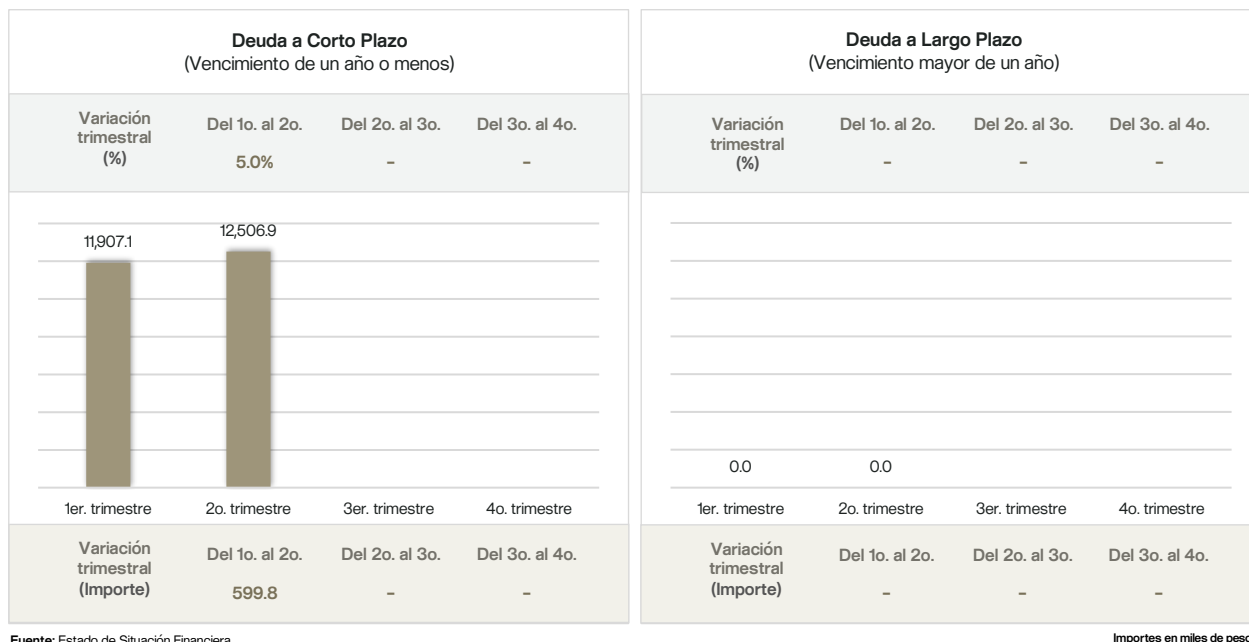 Deuda a Corto Plazo
(Vencimiento de un año o menos)
Variación
trimestral
(%)
Del 1o. al 2o. Del 2o. al 3o. Del 3o. al 4o.
5.0% – –
11,907.1
12,506.9
1er. trimestre 2o. trimestre 3er. trimestre 4o. trimestre
Variación
trimestral
(Importe)
Del 1o. al 2o. Del 2o. al 3o. Del 3o. al 4o.
599.8 – –
Deuda a Largo Plazo
(Vencimiento mayor de un año)
Variación
trimestral
(%)
Del 1o. al 2o. Del 2o. al 3o. Del 3o. al 4o.
– – –
0.0 0.0
1er. trimestre 2o. trimestre 3er. trimestre 4o. trimestre
Variación
trimestral
(Importe)
Del 1o. al 2o. Del 2o. al 3o. Del 3o. al 4o.
– – –
Fuente: Estado de Situación Financiera
Importes en miles de peso